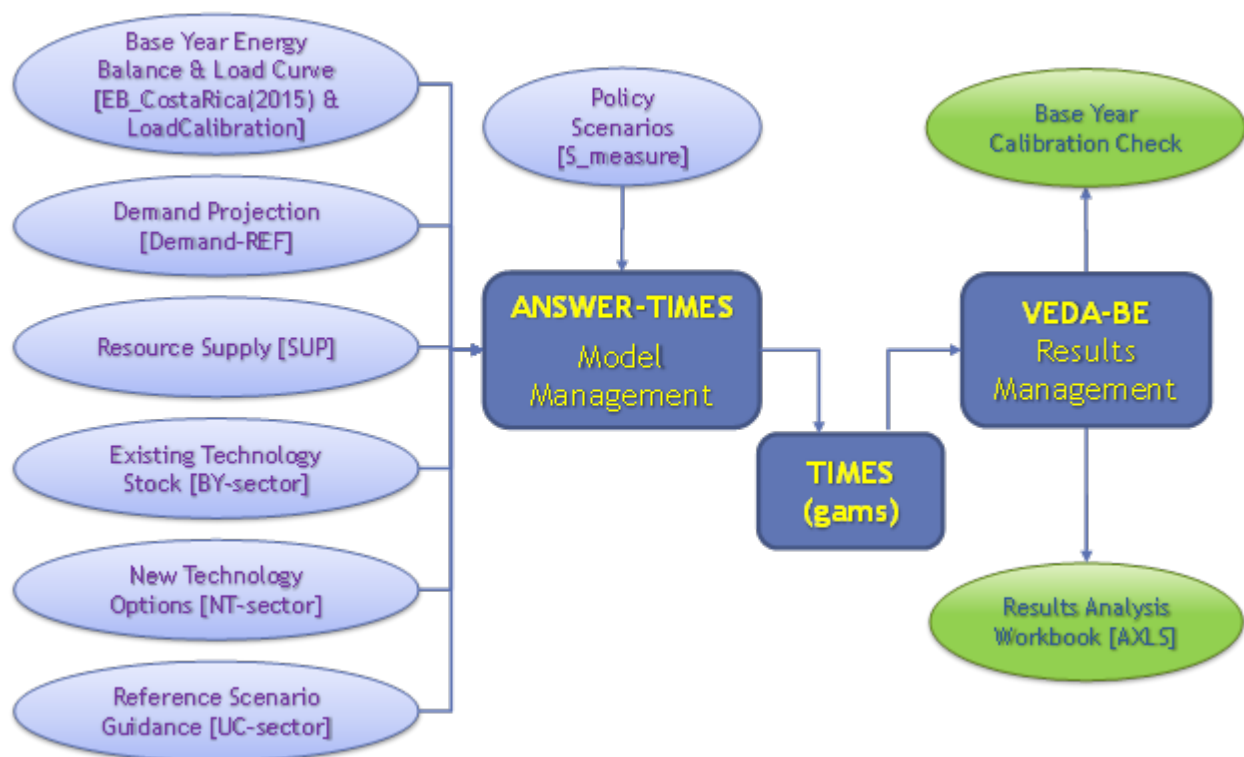 Base Year Energy
Balance & Load Curve
[EB_CostaRica(2015) &
LoadCalibration]
Demand Projection
[Demand-REF]
Resource Supply [SUP]
Existing Technology
Stock [BY-sector]
New Technology
Options [NT-sector]
Reference Scenario
Guidance [UC-sector]
Policy
Scenarios
[S_measure]
ANSWER-TIMES
Model
Management
TIMES
(gams)
Base Year
Calibration Check
VEDA-BE
Results
Management
Results Analysis
Workbook [AXLS]